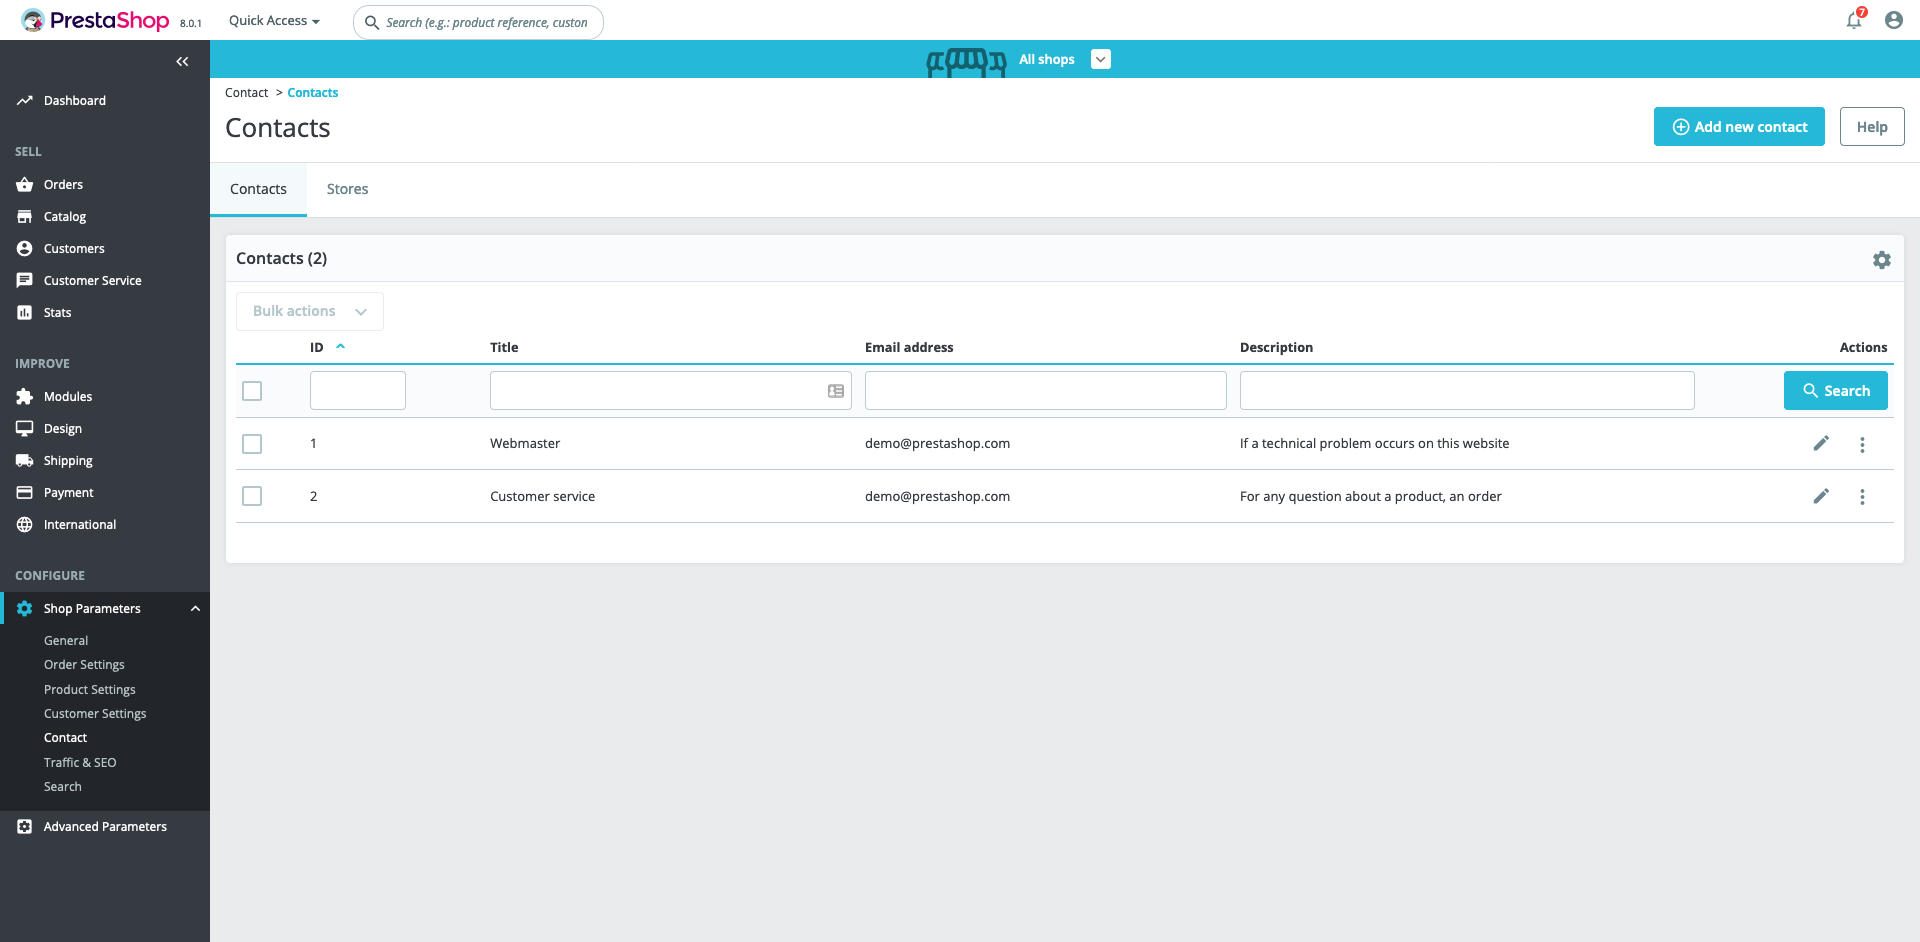 PrestaShop 8.0.1 Quick Access Search (e.g.: product reference, custon 7
All shops
Contact > Contacts
Contacts
Add new contact Help
Contacts Stores
Dashboard
SELL
Orders
Catalog
Customers
Customer Service
Stats
IMPROVE
Modules
Design
Shipping
Payment
International
CONFIGURE
Shop Parameters
General
Order Settings
Product Settings
Customer Settings
Contact
Traffic & SEO
Search
Advanced Parameters
Contacts (2)
Bulk actions
ID Title Email address Description Actions
Search
1 Webmaster demo@prestashop.com If a technical problem occurs on this website
2 Customer service demo@prestashop.com For any question about a product, an order